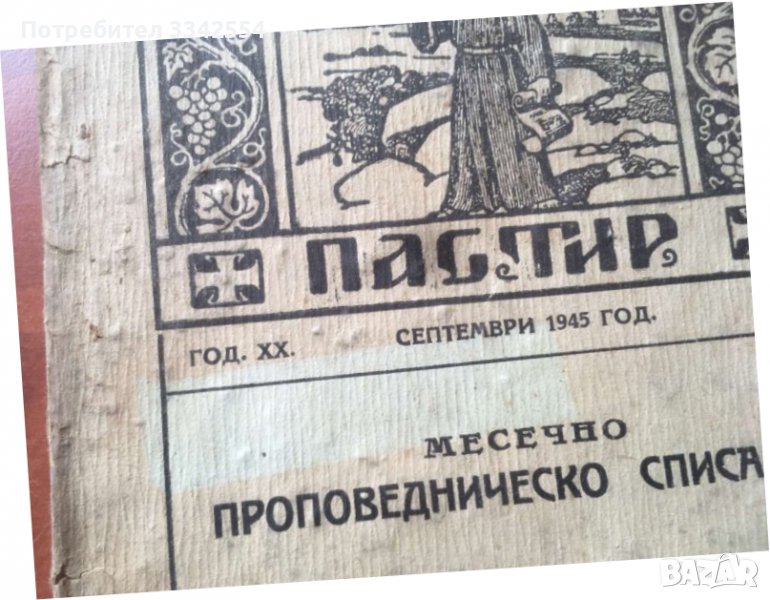 Потребител 3342554
ПАСТИР
ГОД. XX.
СЕПТЕМВРИ 1945 ГОД.
МЕСЕЧНО
ПРОПОВЕДНИЧЕСКО СПИСА
BAZAR